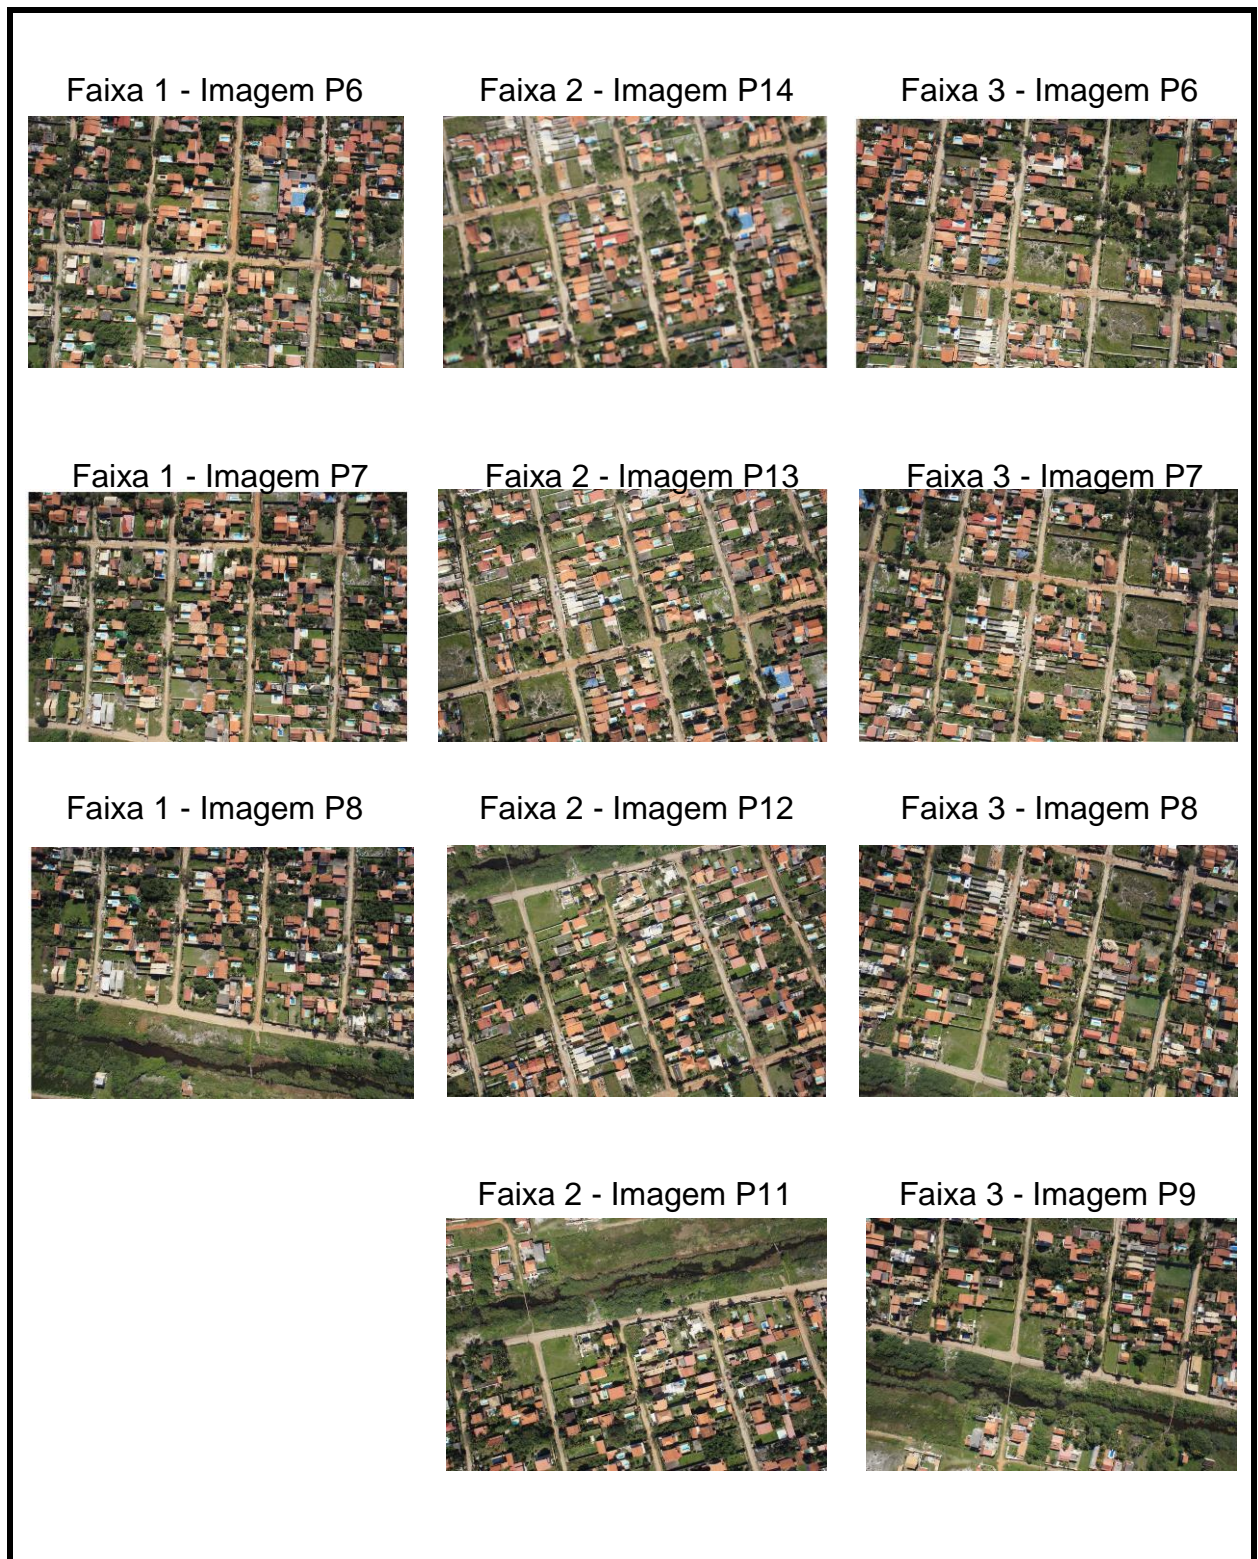 Faixa 1 - Imagem P6
Faixa 2 - Imagem P14
Faixa 3 - Imagem P6
Faixa 1 - Imagem P7
Faixa 2 - Imagem P13
Faixa 3 - Imagem P7
Faixa 1 - Imagem P8
Faixa 2 - Imagem P12
Faixa 3 - Imagem P8
Faixa 2 - Imagem P11
Faixa 3 - Imagem P9